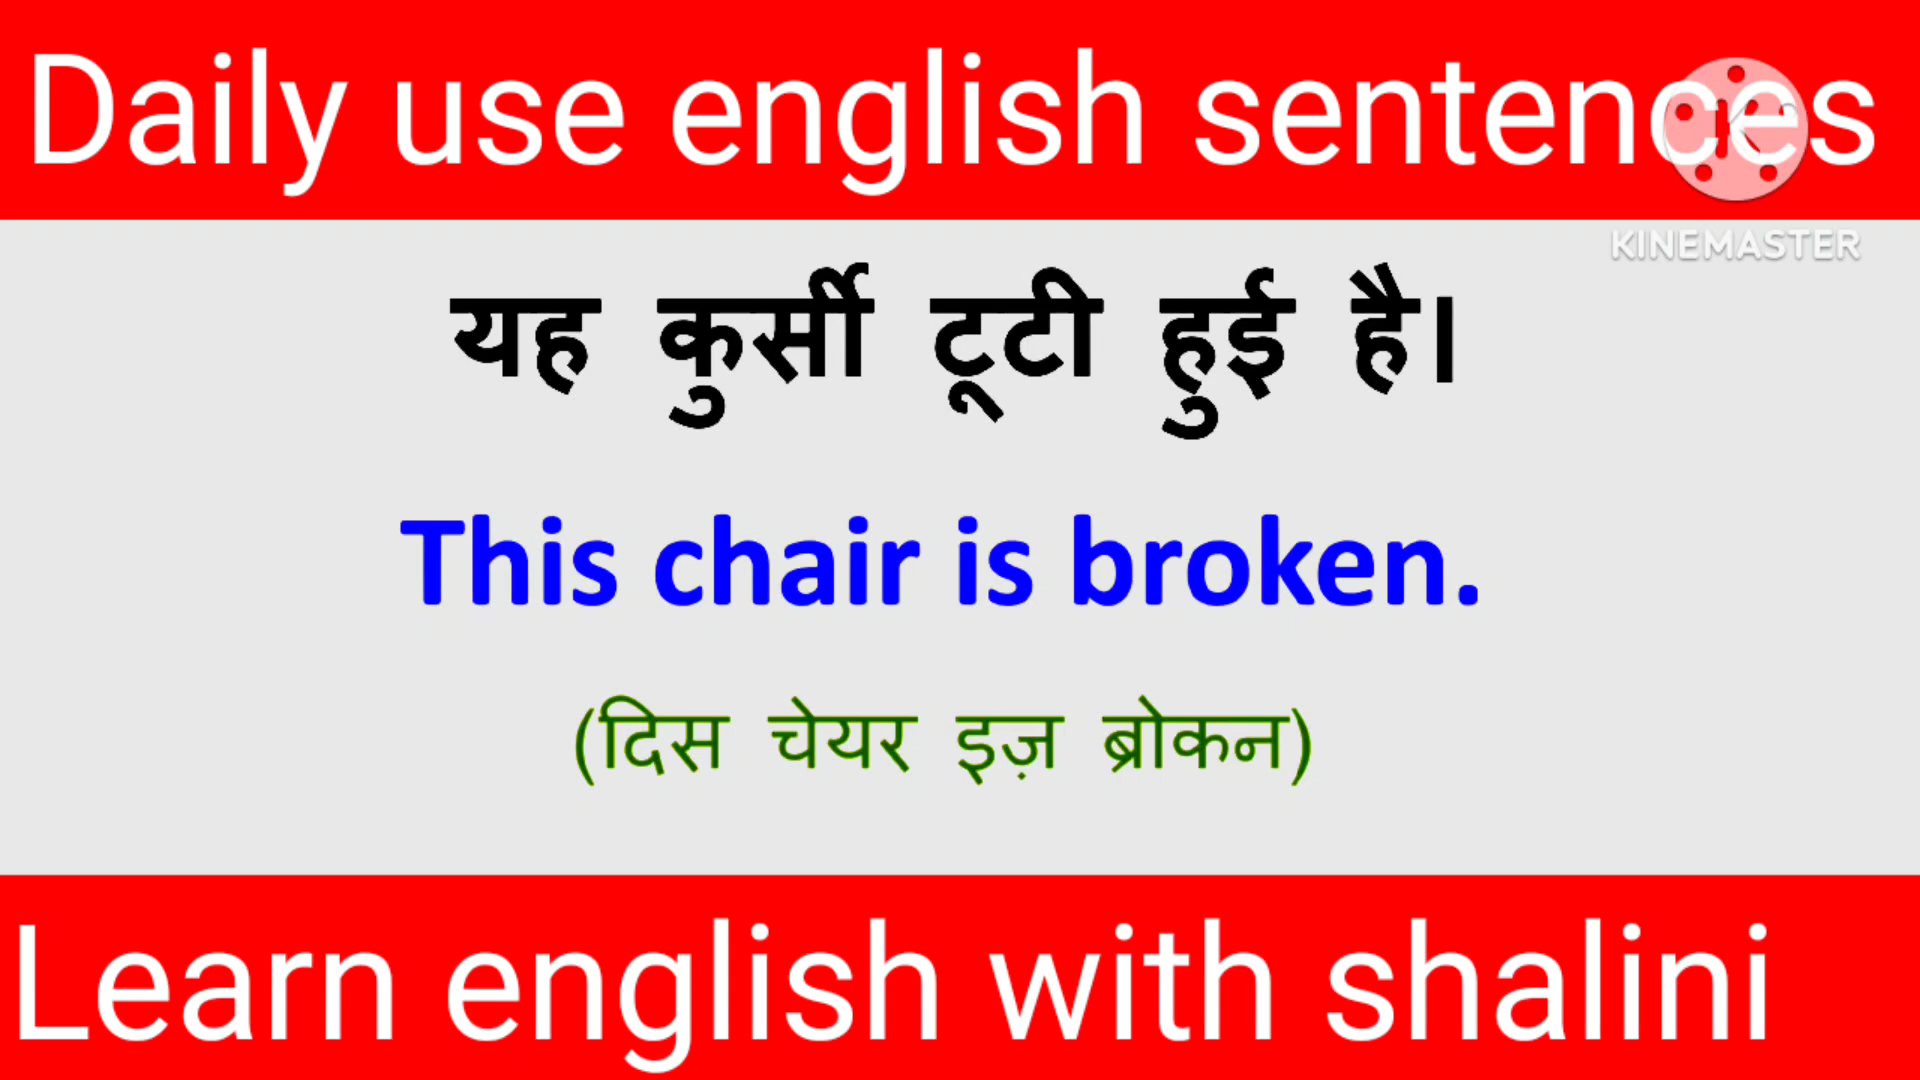 Daily use english sentences
KINEMASTER
यह कुर्सी टूटी हुई है।
This chair is broken.
(दिस चेयर इज़ ब्रोकन)
Learn english with shalini